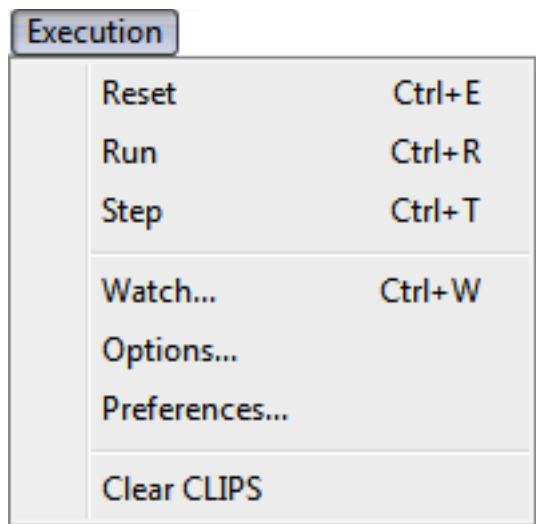 Execution
Reset Ctrl+E
Run Ctrl+R
Step Ctrl+T
Watch... Ctrl+W
Options...
Preferences...
Clear CLIPS